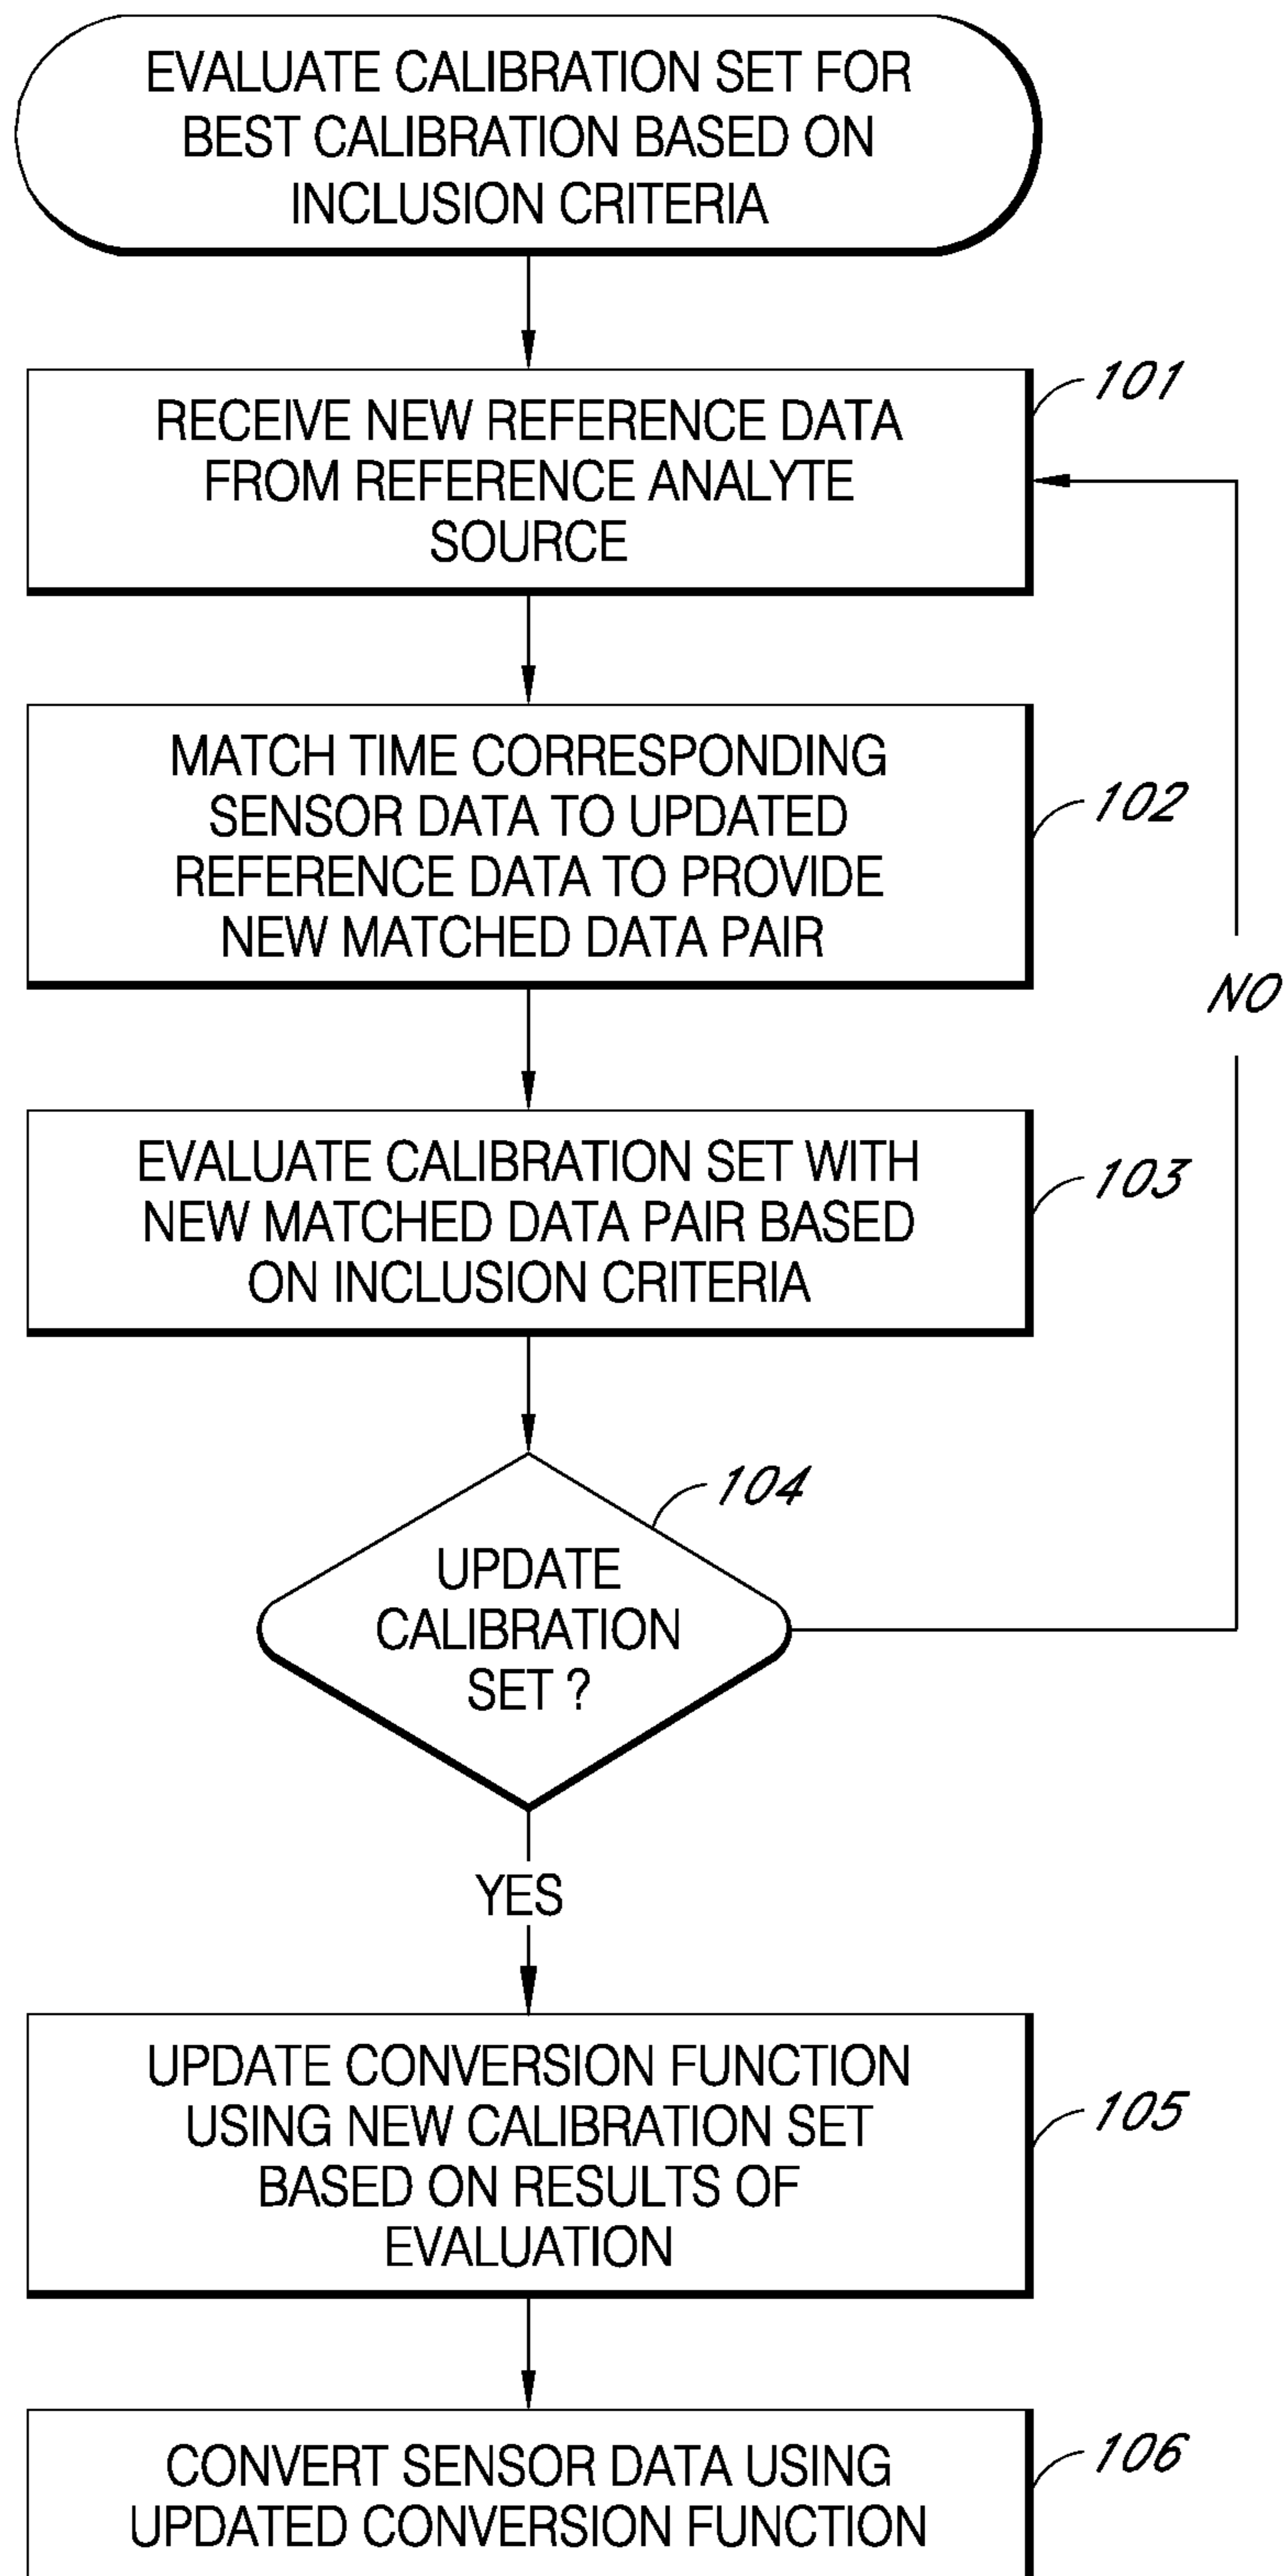 EVALUATE CALIBRATION SET FOR
BEST CALIBRATION BASED ON
INCLUSION CRITERIA
101
RECEIVE NEW REFERENCE DATA
FROM REFERENCE ANALYTE
SOURCE
102
MATCH TIME CORRESPONDING
SENSOR DATA TO UPDATED
REFERENCE DATA TO PROVIDE
NEW MATCHED DATA PAIR
NO
103
EVALUATE CALIBRATION SET WITH
NEW MATCHED DATA PAIR BASED
ON INCLUSION CRITERIA
104
UPDATE
CALIBRATION
SET ?
YES
105
UPDATE CONVERSION FUNCTION
USING NEW CALIBRATION SET
BASED ON RESULTS OF
EVALUATION
106
CONVERT SENSOR DATA USING
UPDATED CONVERSION FUNCTION